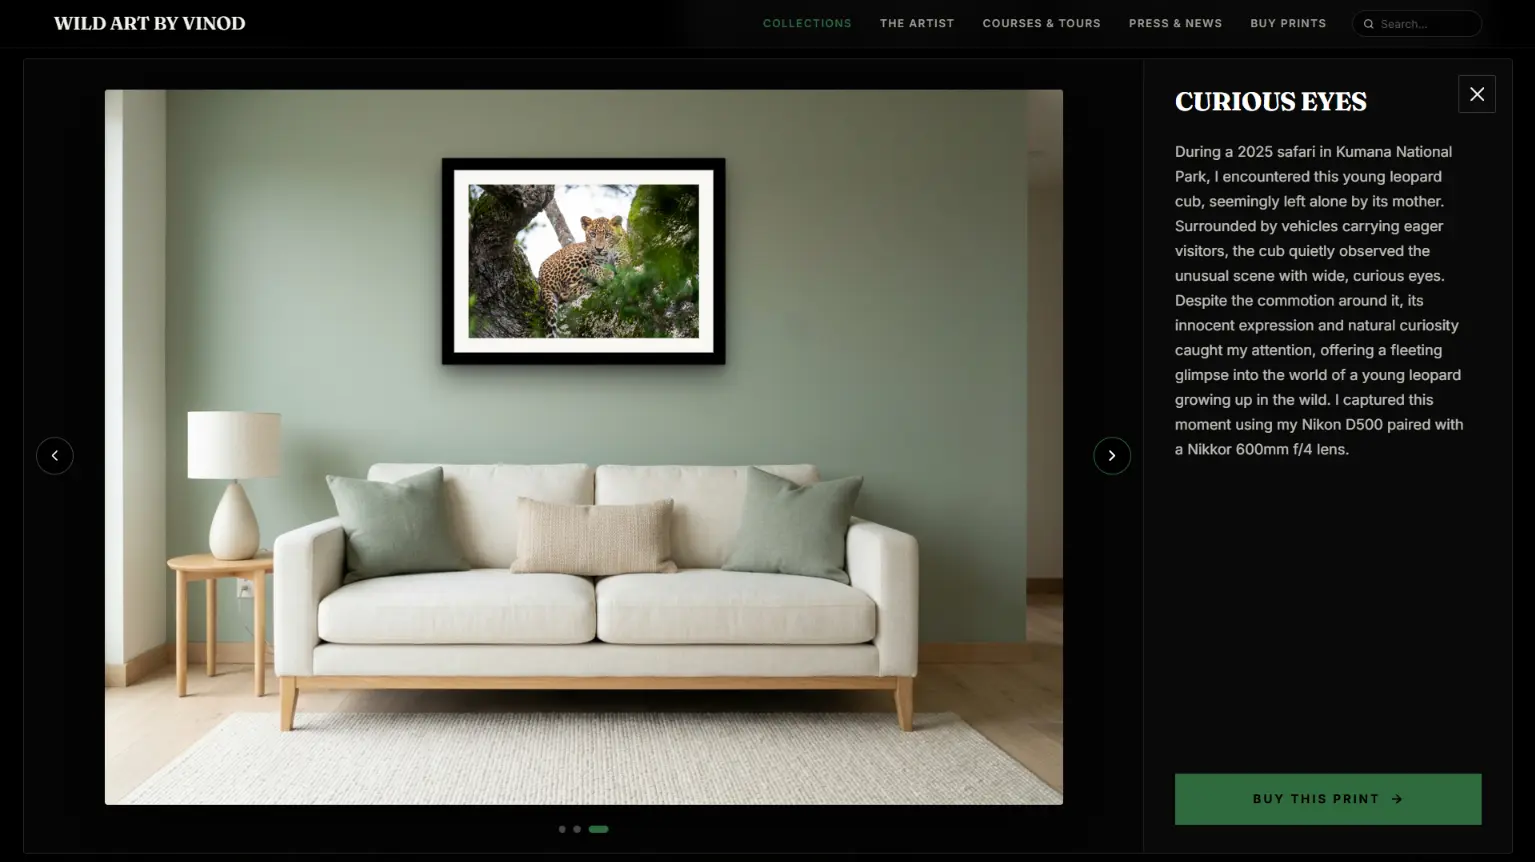 WILD ART BY VINOD
COLLECTIONS
THE ARTIST
COURSES & TOURS
PRESS & NEWS
BUY PRINTS
Search...
CURIOUS EYES
During a 2025 safari in Kumana National
Park, I encountered this young leopard
cub, seemingly left alone by its mother.
Surrounded by vehicles carrying eager
visitors, the cub quietly observed the
unusual scene with wide, curious eyes.
Despite the commotion around it, its
innocent expression and natural curiosity
caught my attention, offering a fleeting
glimpse into the world of a young leopard
growing up in the wild. I captured this
moment using my Nikon D500 paired with
a Nikkor 600mm f/4 lens.
BUY THIS PRINT →